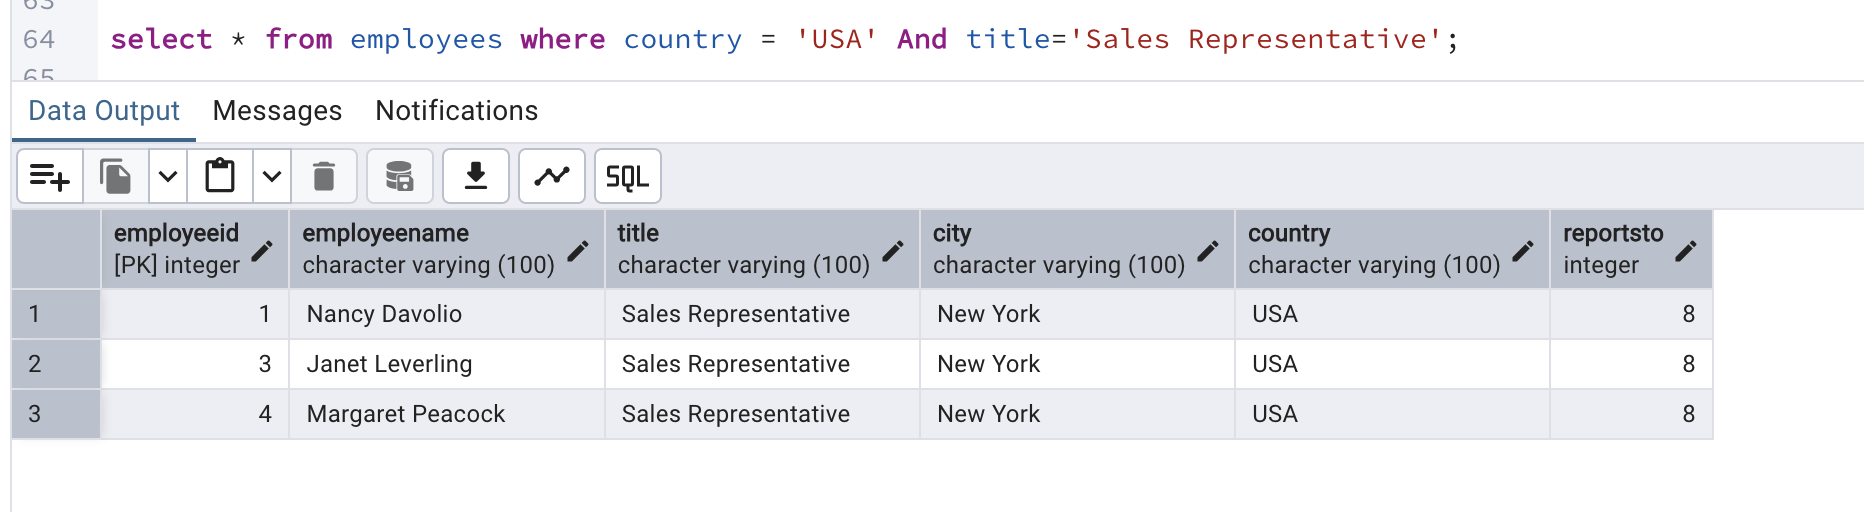 63
64 select * from employees where country = 'USA' And title='Sales Representative';
65
Data Output Messages Notifications
SQL
employeeid employeename title city country reportsto
[PK] integer character varying (100) character varying (100) character varying (100) character varying (100) integer
1 1 Nancy Davolio Sales Representative New York USA 8
2 3 Janet Leverling Sales Representative New York USA 8
3 4 Margaret Peacock Sales Representative New York USA 8